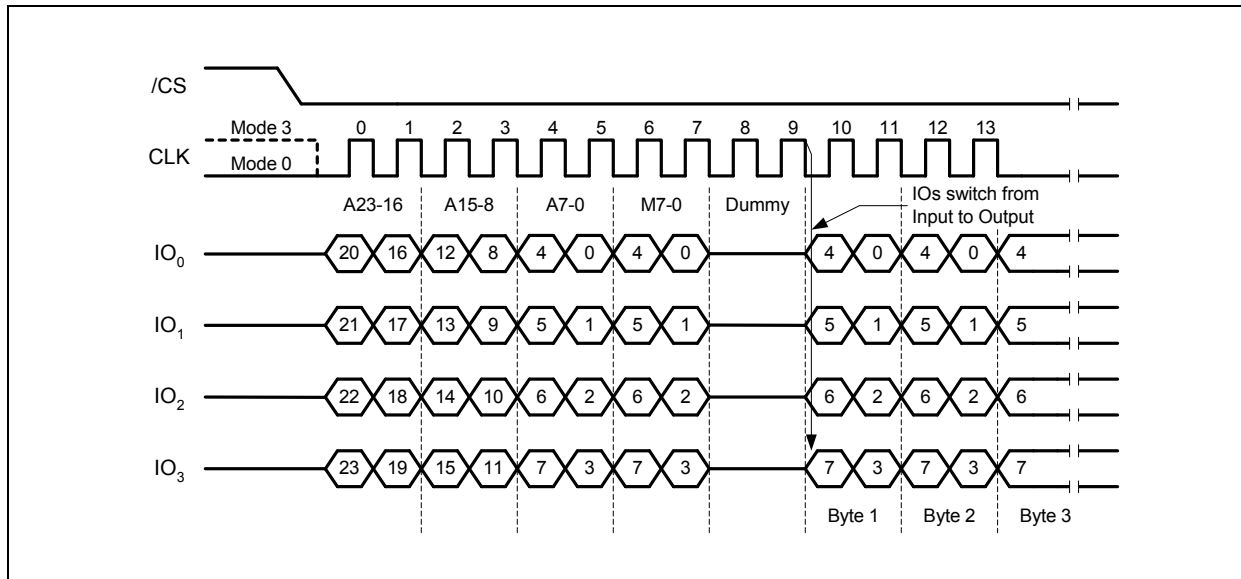 /CS
Mode 3 0 1 2 3 4 5 6 7 8 9 10 11 12 13
CLK
Mode 0
A23-16 A15-8 A7-0 M7-0 Dummy
IOs switch from
Input to Output
IO0 20 16 12 8 4 0 4 0 4 0 4 0 4
IO1 21 17 13 9 5 1 5 1 5 1 5 1 5
IO2 22 18 14 10 6 2 6 2 6 2 6 2 6
IO3 23 19 15 11 7 3 7 3 7 3 7 3 7
Byte 1 Byte 2 Byte 3